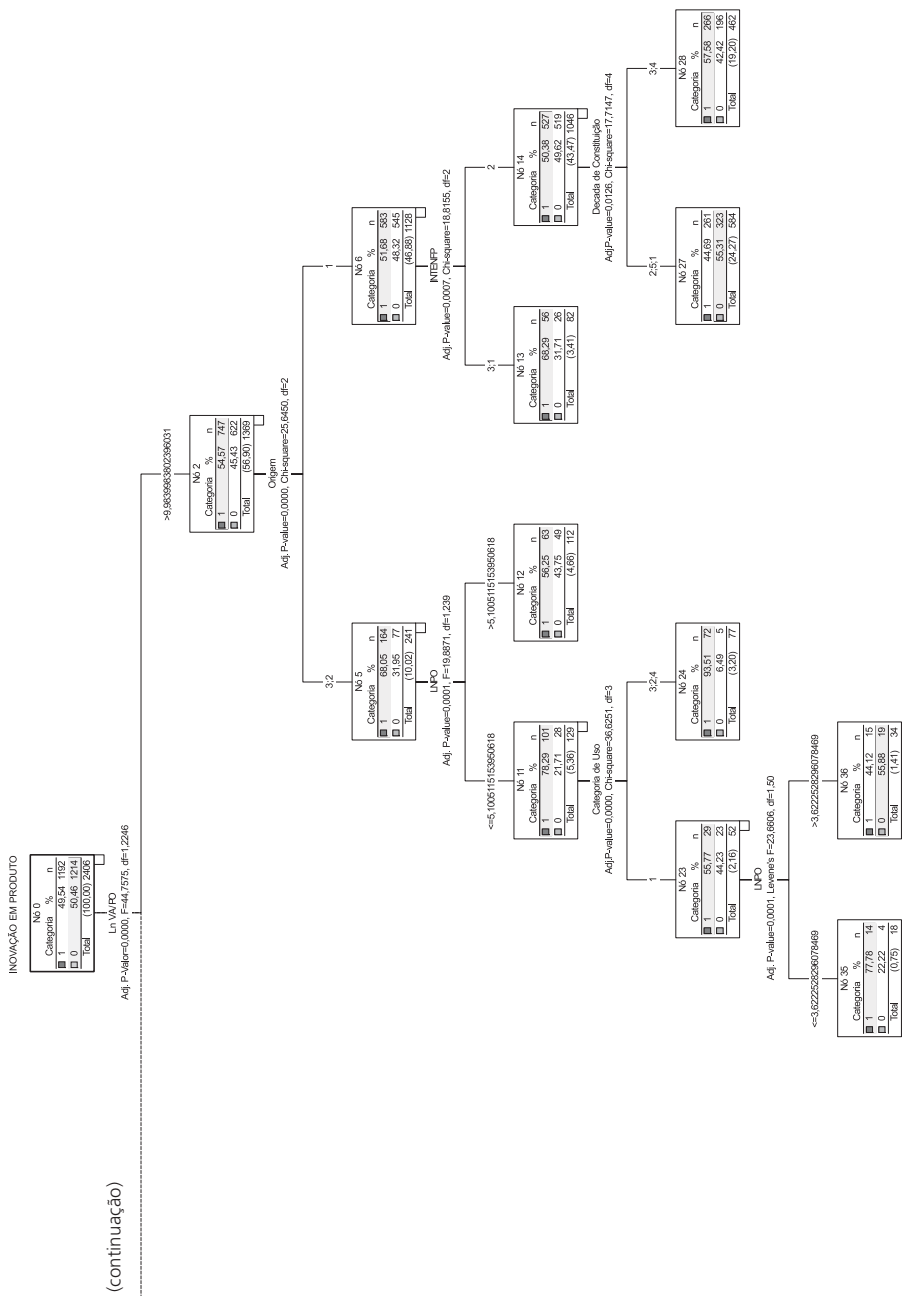 INOVAÇÃO EM PRODUTO
(continuação)
Nó 0
Categoria % n
1 49,54 1192
0 50,46 1214
Total (100,00) 2406
Ln VA/PO
Adj. P-Valor=0,0000, F=44,7575, df=1,2246
>9,9839983802396031
Nó 2
Categoria % n
1 54,57 747
0 45,43 622
Total (56,90) 1369
Origem
Adj. P-value=0,0000, Chi-square=25,6450, df=2
3;2
Nó 5
Categoria % n
1 68,05 164
0 31,95 77
Total (10,02) 241
LNPO
Adj. P-value=0,0001, F=19,8871, df=1,239
1
Nó 6
Categoria % n
1 51,68 583
0 48,32 545
Total (46,88) 1128
INTENFP
Adj. P-value=0,0007, Chi-square=18,8155, df=2
<=5,1005115153950618
Nó 11
Categoria % n
1 78,29 101
0 21,71 28
Total (5,36) 129
Categoria de Uso
Adj.P-value=0,0000, Chi-square=36,6251, df=3
>5,1005115153950618
Nó 12
Categoria % n
1 56,25 63
0 43,75 49
Total (4,66) 112
3;1
Nó 13
Categoria % n
1 68,29 56
0 31,71 26
Total (3,41) 82
2
Nó 14
Categoria % n
1 50,38 527
0 49,62 519
Total (43,47) 1046
Decada de Constituição
Adj.P-value=0,0126, Chi-square=17,7147, df=4
1
Nó 23
Categoria % n
1 55,77 29
0 44,23 23
Total (2,16) 52
LNPO
Adj. P-value=0,0001, Levene's F=23,6606, df=1,50
3;2;4
Nó 24
Categoria % n
1 93,51 72
0 6,49 5
Total (3,20) 77
2;5;1
Nó 27
Categoria % n
1 44,69 261
0 55,31 323
Total (24,27) 584
3;4
Nó 28
Categoria % n
1 57,58 266
0 42,42 196
Total (19,20) 462
<=3,6222528296078469
Nó 35
Categoria % n
1 77,78 14
0 22,22 4
Total (0,75) 18
>3,6222528296078469
Nó 36
Categoria % n
1 44,12 15
0 55,88 19
Total (1,41) 34